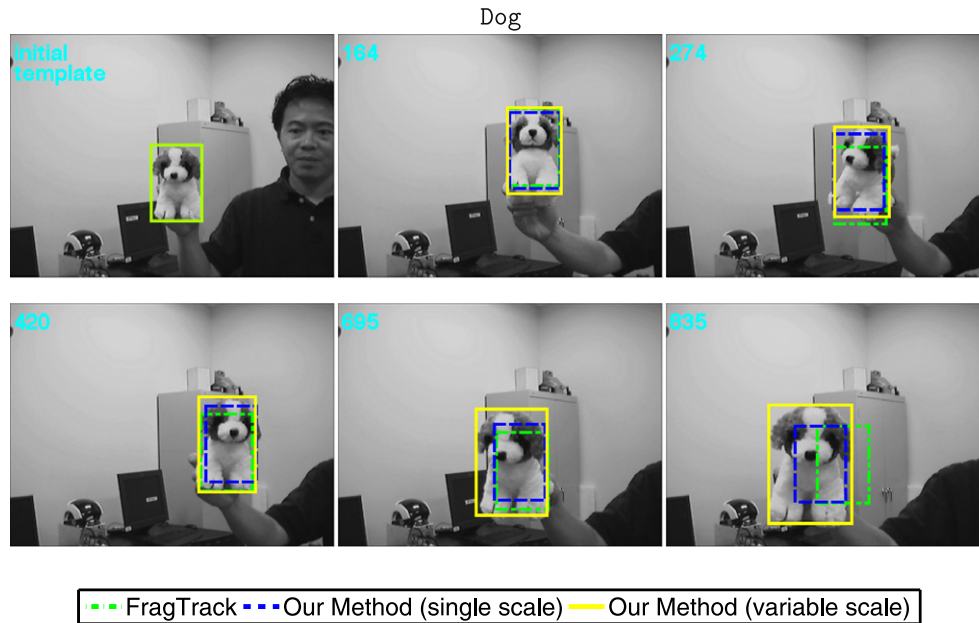 Dog
initial
template
164
274
420
695
835
FragTrack Our Method (single scale) Our Method (variable scale)